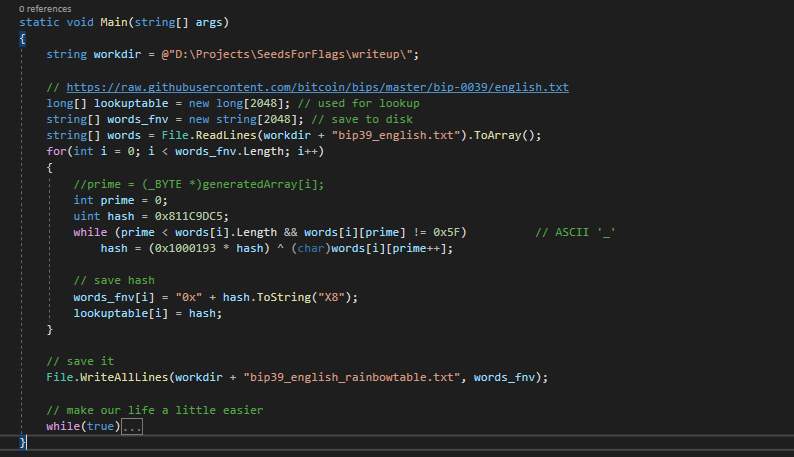 0 references
static void Main(string[] args)
{
string workdir = @"D:\Projects\SeedsForFlags\writeup\";
// https://raw.githubusercontent.com/bitcoin/bips/master/bip-0039/english.txt
long[] lookuptable = new long[2048]; // used for lookup
string[] words_fnv = new string[2048]; // save to disk
string[] words = File.ReadLines(workdir + "bip39_english.txt").ToArray();
for(int i = 0; i < words_fnv.Length; i++)
{
//prime = (_BYTE *)generatedArray[i];
int prime = 0;
uint hash = 0x811C9DC5;
while (prime < words[i].Length && words[i][prime] != 0x5F) // ASCII '_'
hash = (0x1000193 * hash) ^ (char)words[i][prime++];
// save hash
words_fnv[i] = "0x" + hash.ToString("X8");
lookuptable[i] = hash;
}
// save it
File.WriteAllLines(workdir + "bip39_english_rainbowtable.txt", words_fnv);
// make our life a little easier
while(true)...
}